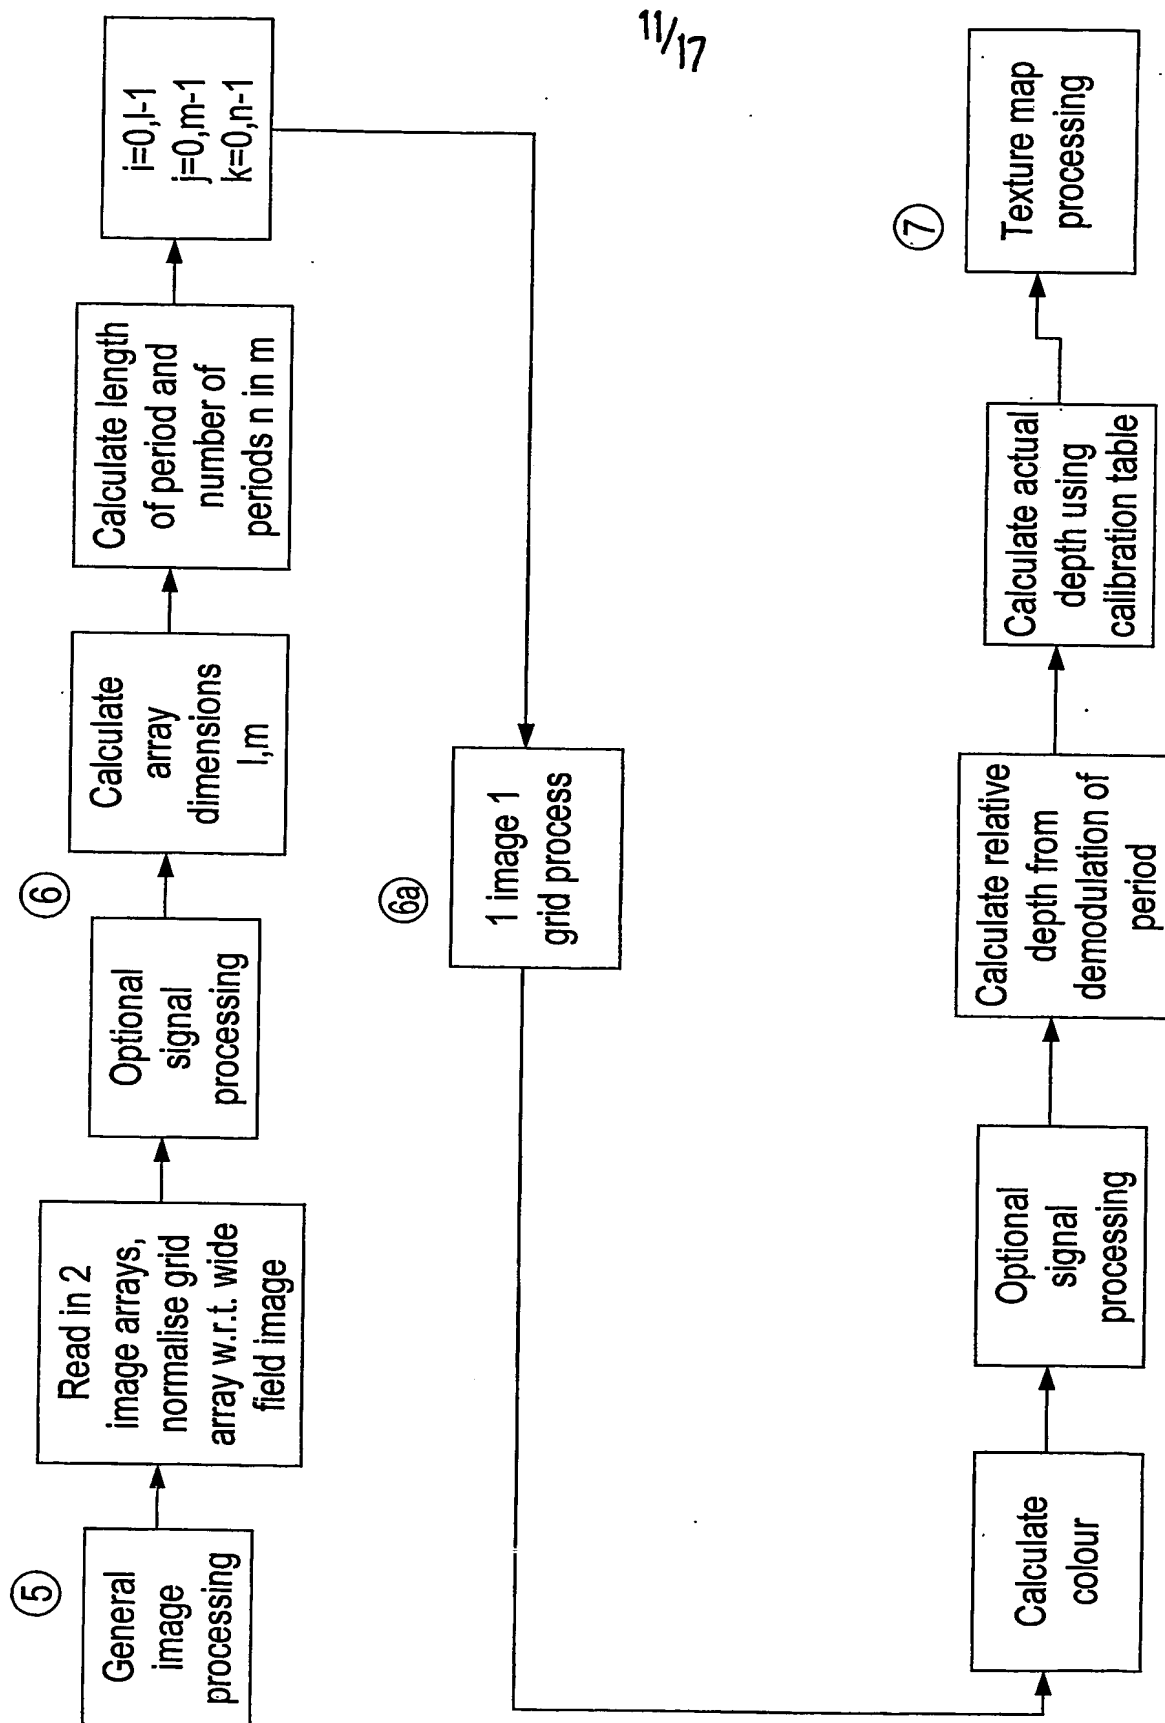 11/17
5
General
image
processing
Read in 2
image arrays,
normalise grid
array w.r.t. wide
field image
Optional
signal
processing
6
Calculate
array
dimensions
l,m
Calculate length
of period and
number of
periods n in m
i=0,l-1
j=0,m-1
k=0,n-1
6a
1 image 1
grid process
Calculate
colour
Optional
signal
processing
Calculate relative
depth from
demodulation of
period
Calculate actual
depth using
calibration table
7
Texture map
processing